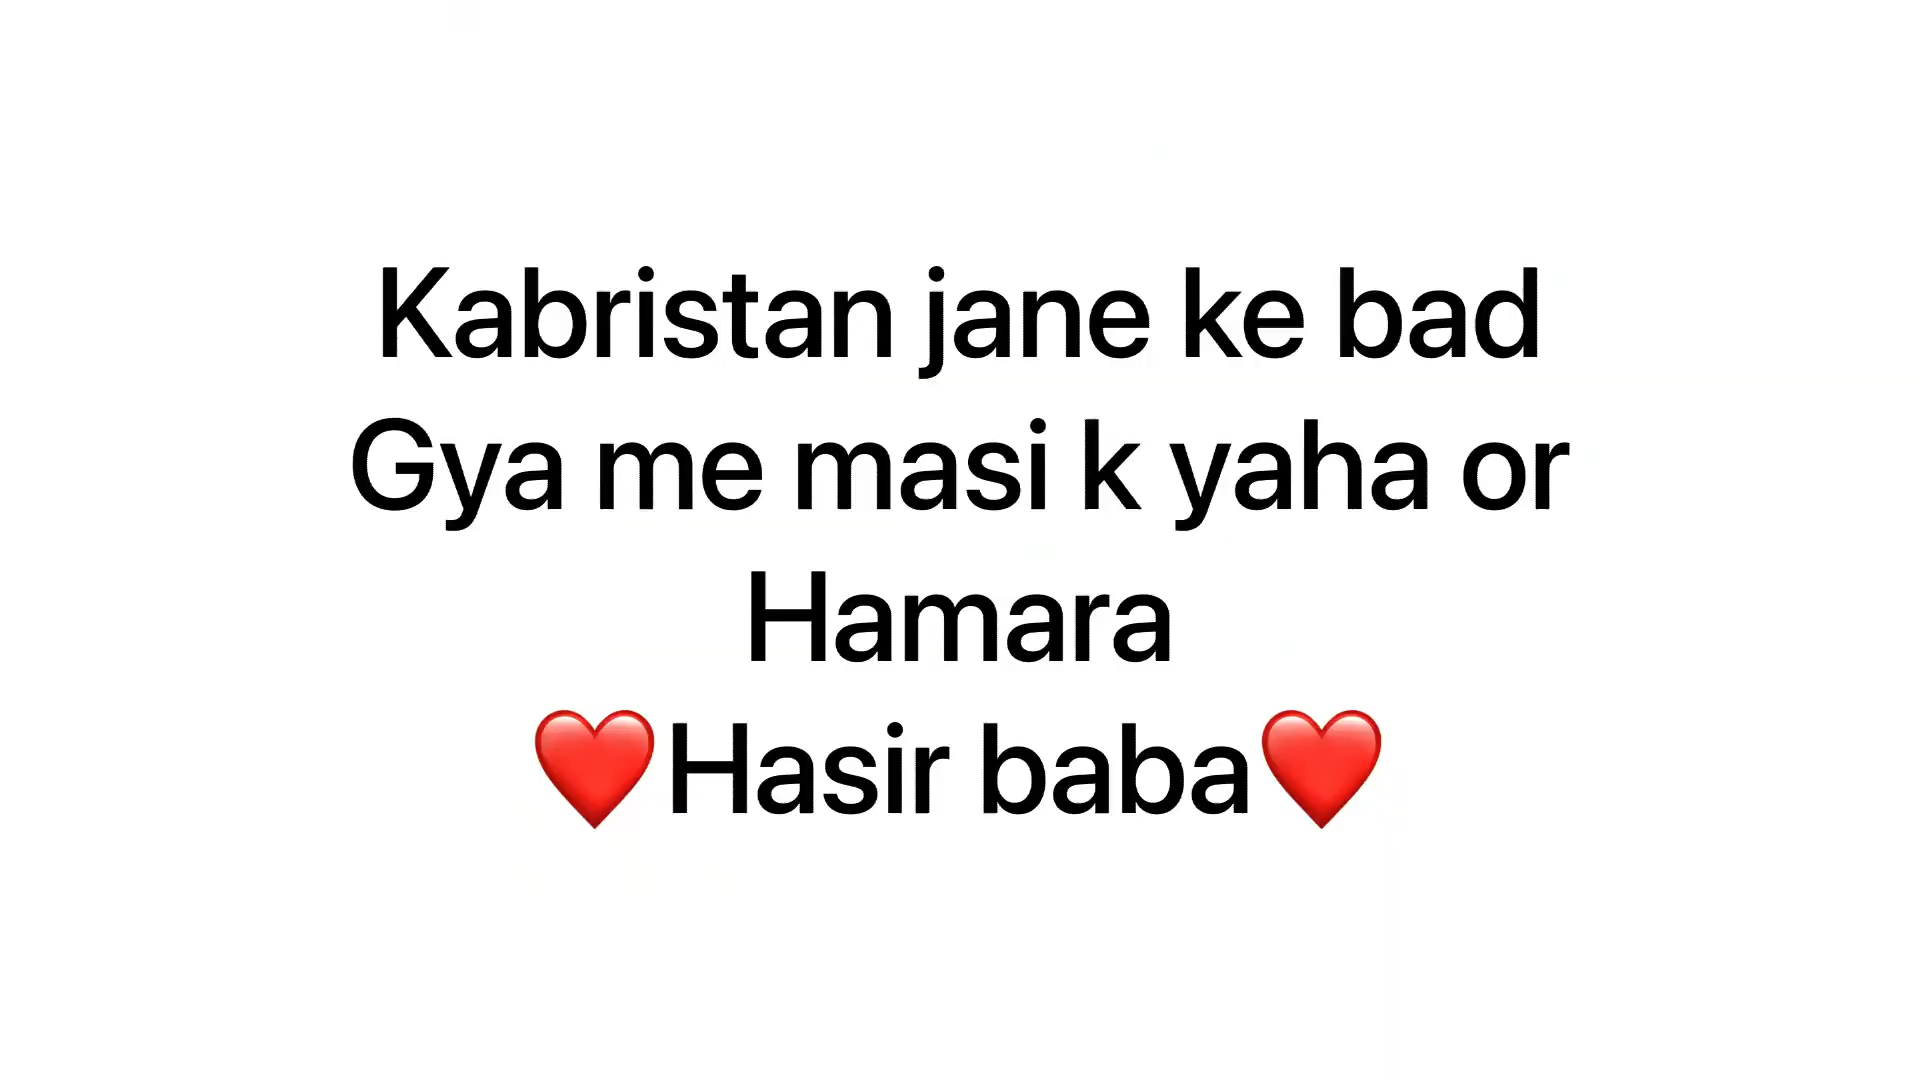 Kabristan jane ke bad
Gya me masi k yaha or
Hamara
❤️Hasir baba❤️